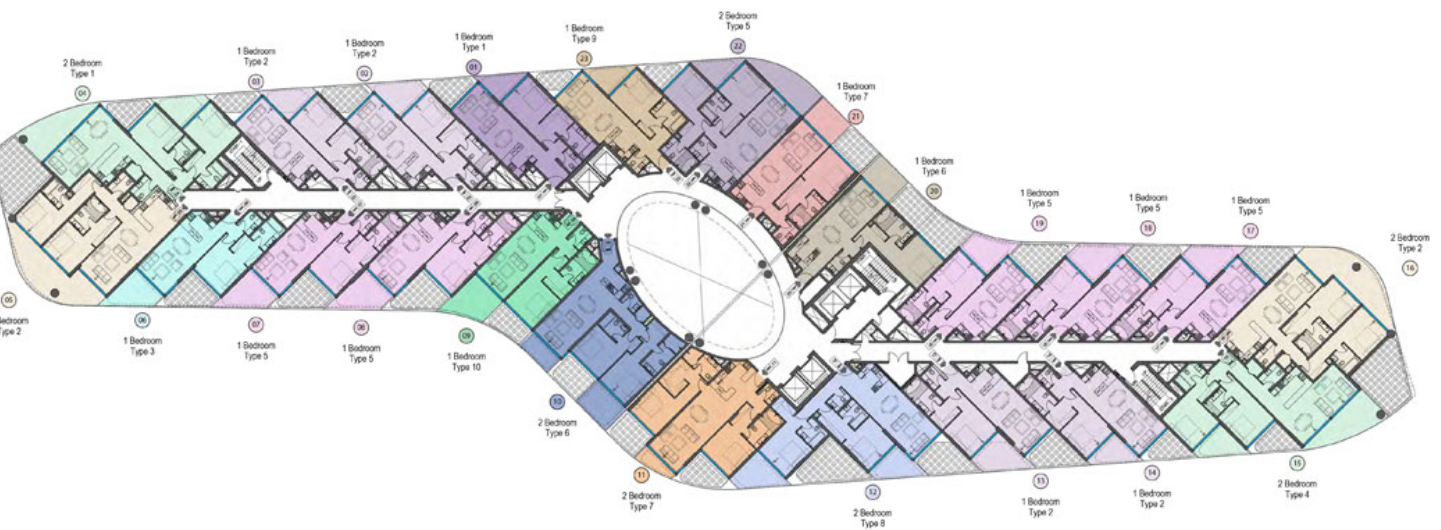 2 Bedroom
Type 1
04
1 Bedroom
Type 2
03
1 Bedroom
Type 2
02
1 Bedroom
Type 1
01
1 Bedroom
Type 9
23
2 Bedroom
Type 5
22
1 Bedroom
Type 7
21
1 Bedroom
Type 6
20
1 Bedroom
Type 5
19
1 Bedroom
Type 5
18
1 Bedroom
Type 5
17
2 Bedroom
Type 2
16
05
Bedroom
Type 2
06
1 Bedroom
Type 3
07
1 Bedroom
Type 5
08
1 Bedroom
Type 5
09
1 Bedroom
Type 10
10
2 Bedroom
Type 6
11
2 Bedroom
Type 7
12
2 Bedroom
Type 8
13
1 Bedroom
Type 2
14
1 Bedroom
Type 2
15
2 Bedroom
Type 4